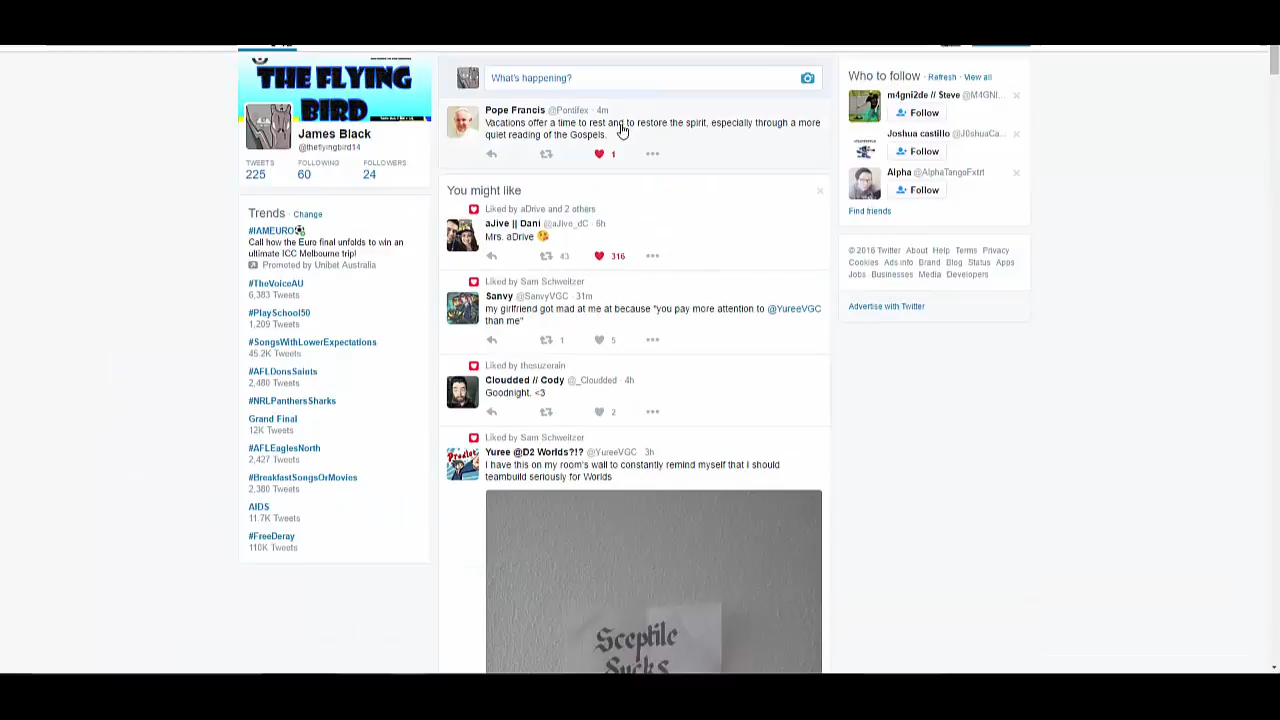 THE FLYING
BIRD
James Black
@theflyingbird14
TWEETS FOLLOWING FOLLOWERS
225 60 24
Trends · Change
#IAMEURO
Call how the Euro final unfolds to win an
ultimate ICC Melbourne trip!
Promoted by Unibet Australia
#TheVoiceAU
6,383 Tweets
#PlaySchool50
1,209 Tweets
#SongsWithLowerExpectations
45.2K Tweets
#AFLDonsSaints
2,480 Tweets
#NRLPanthersSharks
Grand Final
12K Tweets
#AFLEaglesNorth
2,427 Tweets
#BreakfastSongsOrMovies
2,380 Tweets
AIDS
11.7K Tweets
#FreeDeray
110K Tweets
What's happening?
Pope Francis @Pontifex · 4m
Vacations offer a time to rest and to restore the spirit, especially through a more
quiet reading of the Gospels.
1
You might like
Liked by aDrive and 2 others
aJive || Dani @aJive_dC · 6h
Mrs. aDrive 😘
43 316
Liked by Sam Schweitzer
Sanvy @SanvyVGC · 31m
my girlfriend got mad at me at because "you pay more attention to @YureeVGC
than me"
1 5
Liked by thesuzerain
Cloudded // Cody @_Cloudded · 4h
Goodnight. <3
2
Liked by Sam Schweitzer
Yuree @D2 Worlds?!? @YureeVGC · 3h
I have this on my room's wall to constantly remind myself that I should
teambuild seriously for Worlds
Sceptile
Sucks
Who to follow · Refresh · View all
m4gni2de // Steve @M4GNI...
Follow
Joshua castillo @J0shuaCa...
Follow
Alpha @AlphaTangoFxtrt
Follow
Find friends
© 2016 Twitter About Help Terms Privacy
Cookies Ads info Brand Blog Status Apps
Jobs Businesses Media Developers
Advertise with Twitter